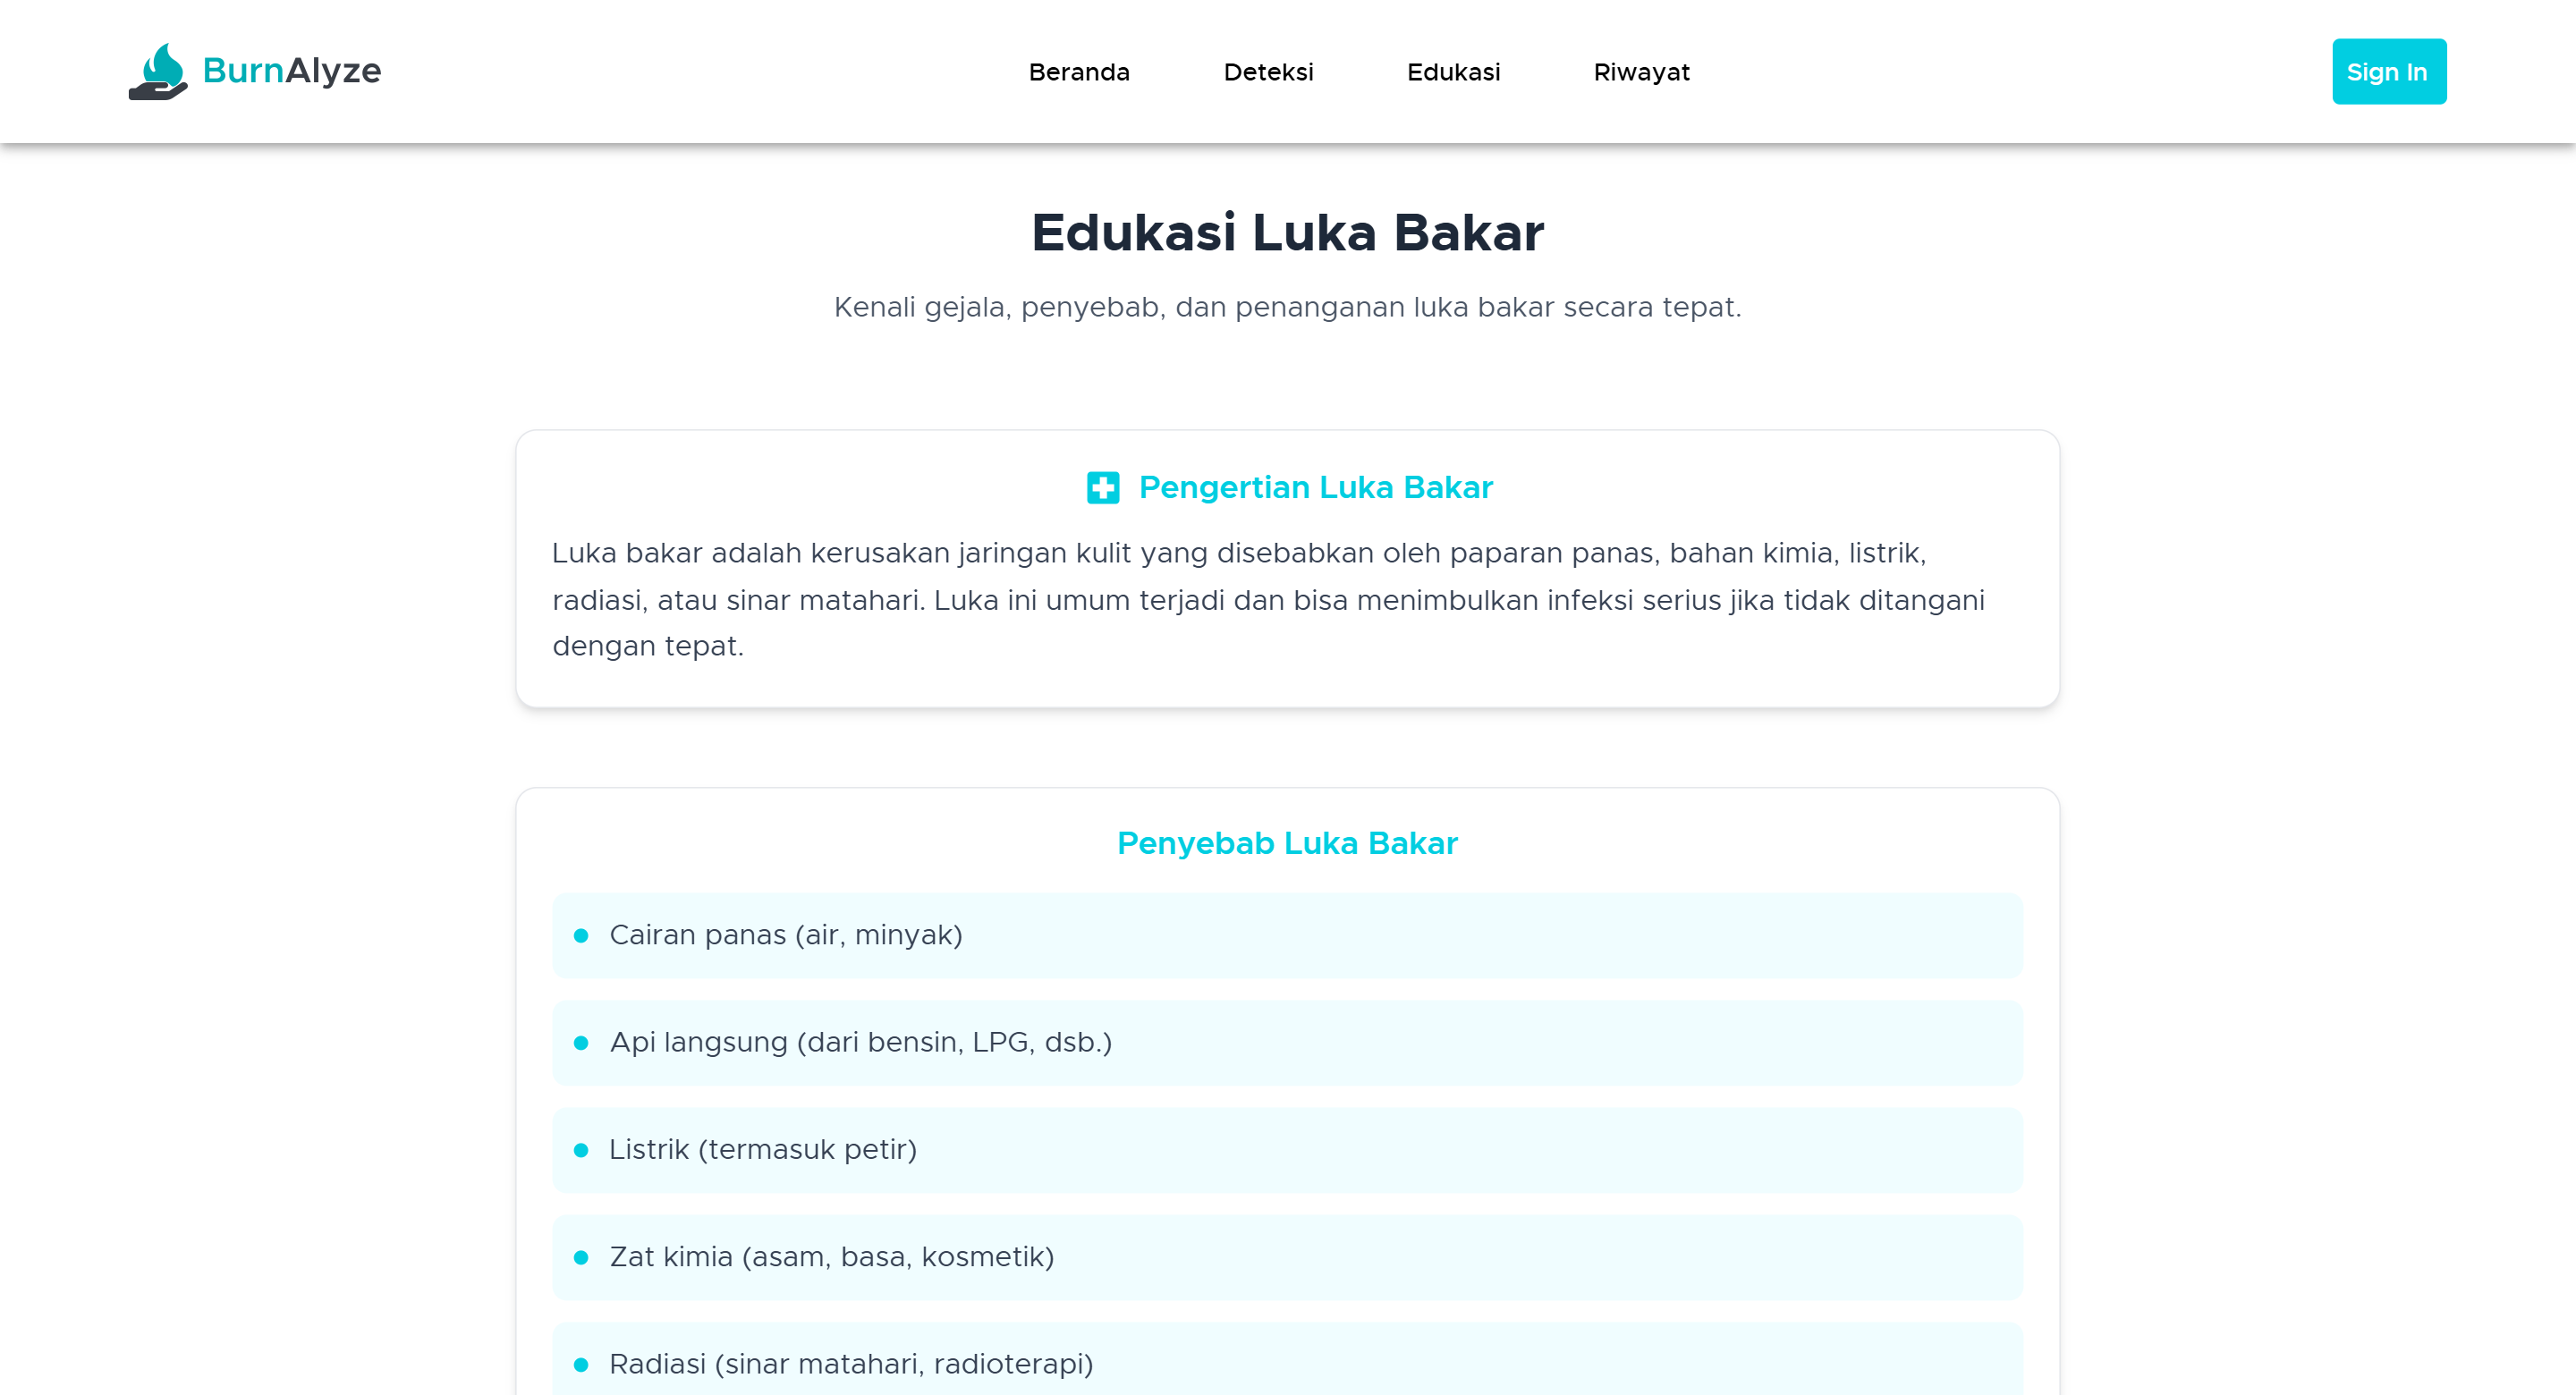 BurnAlyze
Beranda
Deteksi
Edukasi
Riwayat
Sign In
Edukasi Luka Bakar
Kenali gejala, penyebab, dan penanganan luka bakar secara tepat.
Pengertian Luka Bakar
Luka bakar adalah kerusakan jaringan kulit yang disebabkan oleh paparan panas, bahan kimia, listrik,
radiasi, atau sinar matahari. Luka ini umum terjadi dan bisa menimbulkan infeksi serius jika tidak ditangani
dengan tepat.
Penyebab Luka Bakar
Cairan panas (air, minyak)
Api langsung (dari bensin, LPG, dsb.)
Listrik (termasuk petir)
Zat kimia (asam, basa, kosmetik)
Radiasi (sinar matahari, radioterapi)